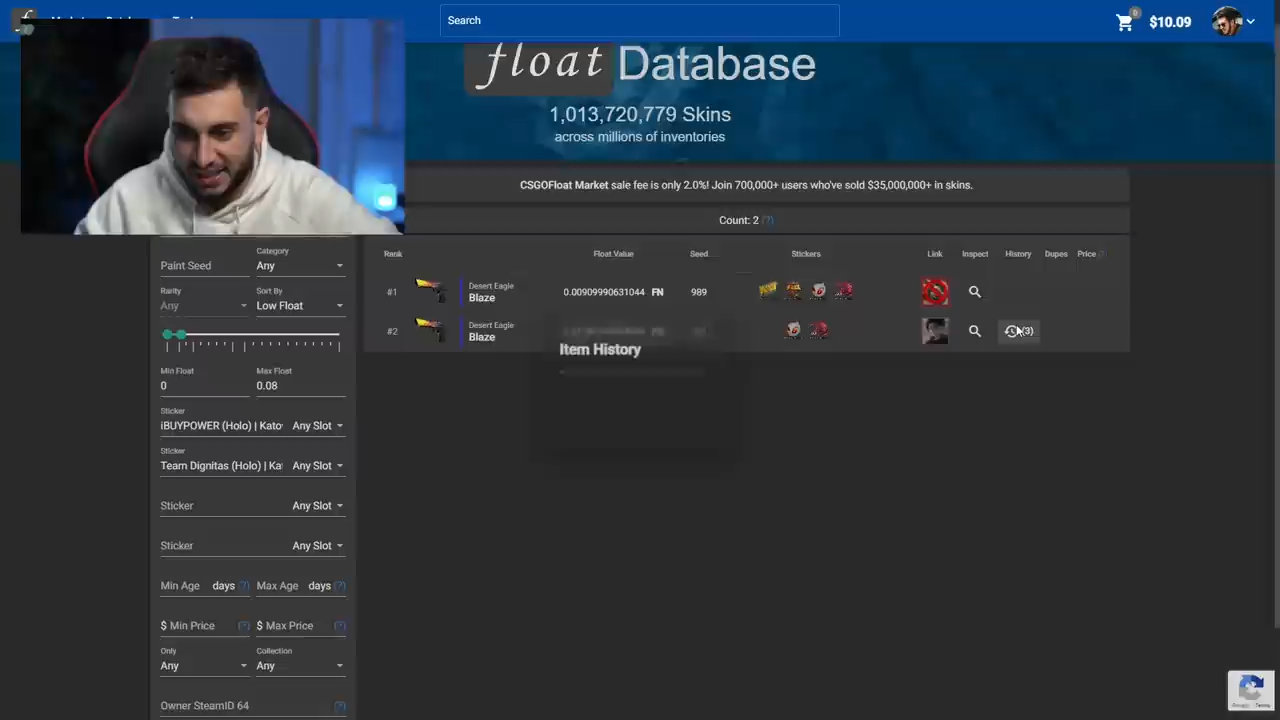 Search
0
$10.09
float Database
1,013,720,779 Skins
across millions of inventories
CSGOFloat Market sale fee is only 2.0%! Join 700,000+ users who've sold $35,000,000+ in skins.
Count: 2 (?)
Paint Seed
Category
Any
Rarity
Any
Sort By
Low Float
Min Float
0
Max Float
0.08
Sticker
iBUYPOWER (Holo) | Kato Any Slot
Sticker
Team Dignitas (Holo) | Ka Any Slot
Sticker Any Slot
Sticker Any Slot
Min Age days (?) Max Age days (?)
$ Min Price (?) $ Max Price (?)
Only
Any
Collection
Any
Owner SteamID 64 (?)
Rank Float Value Seed Stickers Link Inspect History Dupes Price
#1 Desert Eagle Blaze 0.00909990631044 FN 989
#2 Desert Eagle Blaze (3)
Item History